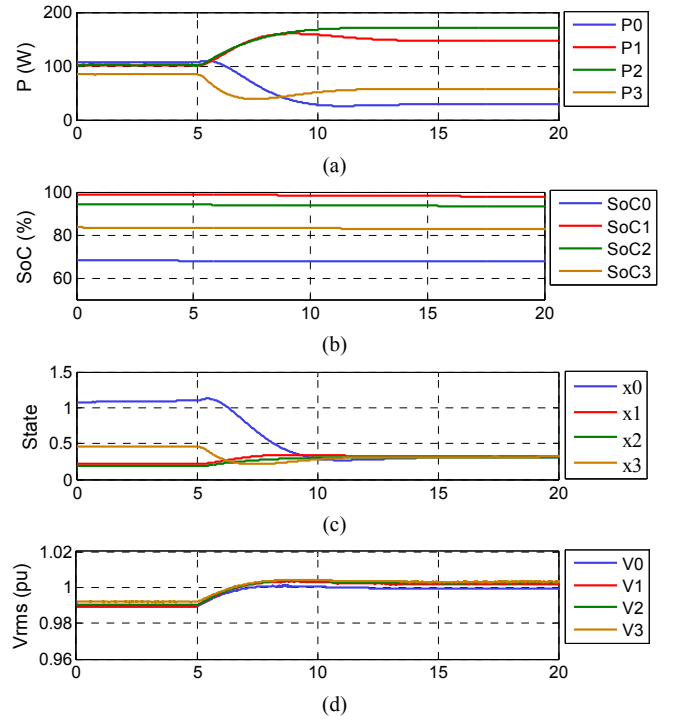 200
100
0
P (W)
0 5 10 15 20
P0
P1
P2
P3
(a)
100
80
60
SoC (%)
0 5 10 15 20
SoC0
SoC1
SoC2
SoC3
(b)
1.5
1
0.5
0
State
0 5 10 15 20
x0
x1
x2
x3
(c)
1.02
1
0.98
0.96
Vrms (pu)
0 5 10 15 20
V0
V1
V2
V3
(d)